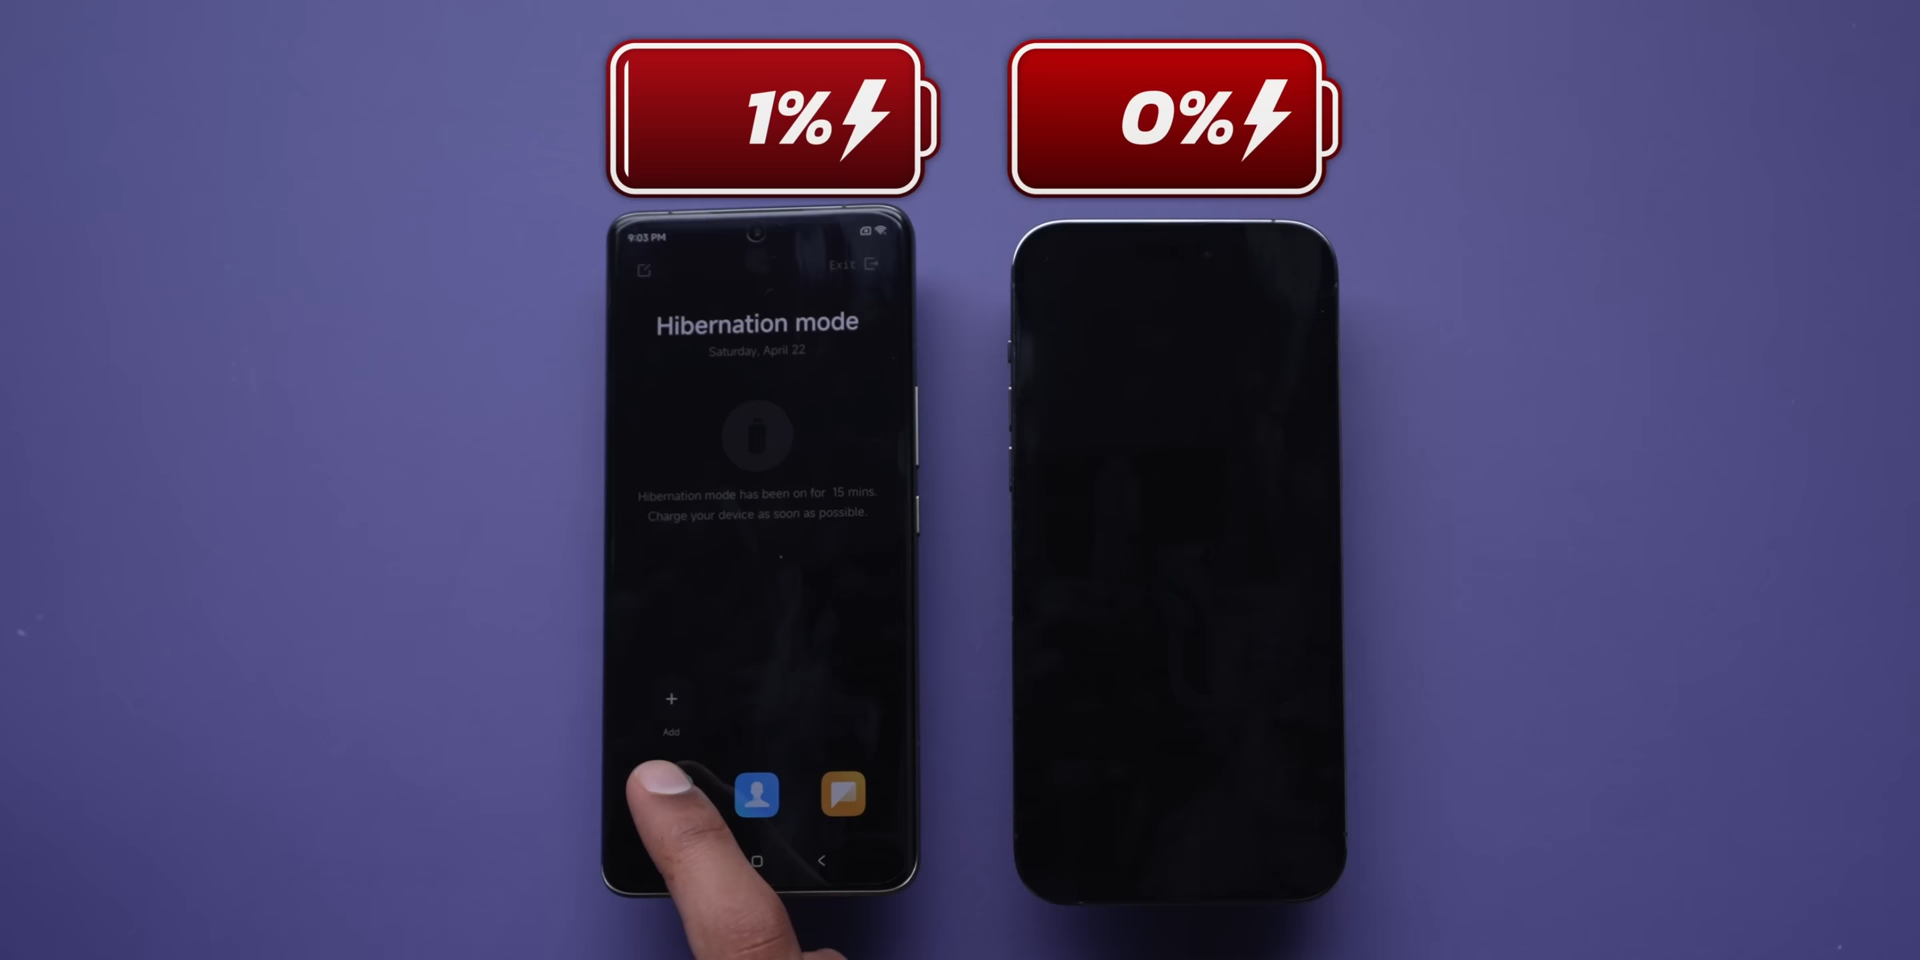 1%
0%
9:03 PM
Exit
Hibernation mode
Saturday, April 22
Hibernation mode has been on for 15 mins.
Charge your device as soon as possible.
Add